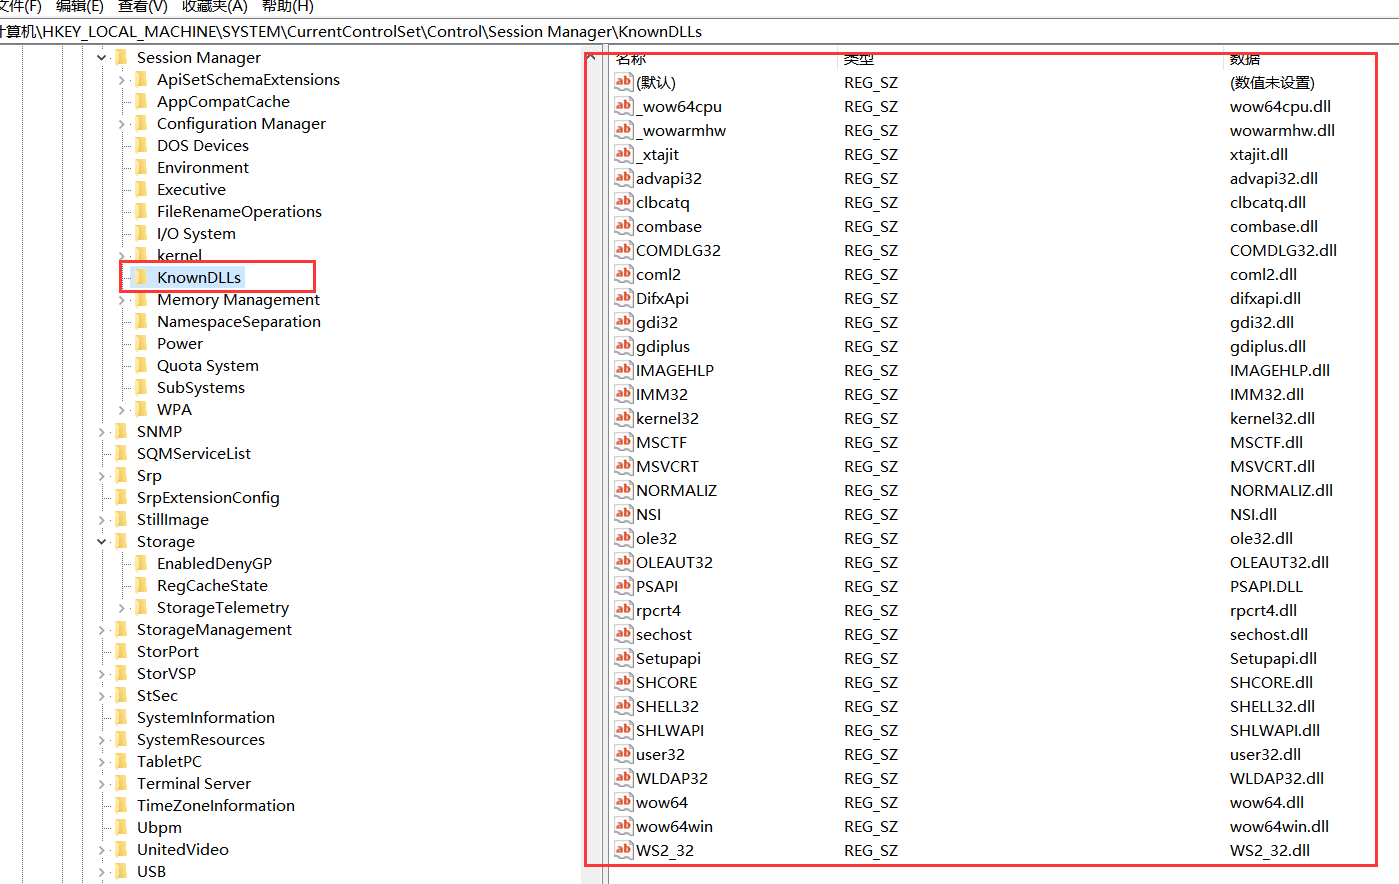 文件(F) 编辑(E) 查看(V) 收藏夹(A) 帮助(H)
计算机\HKEY_LOCAL_MACHINE\SYSTEM\CurrentControlSet\Control\Session Manager\KnownDLLs
Session Manager
ApiSetSchemaExtensions
AppCompatCache
Configuration Manager
DOS Devices
Environment
Executive
FileRenameOperations
I/O System
kernel
KnownDLLs
Memory Management
NamespaceSeparation
Power
Quota System
SubSystems
WPA
SNMP
SQMServiceList
Srp
SrpExtensionConfig
StillImage
Storage
EnabledDenyGP
RegCacheState
StorageTelemetry
StorageManagement
StorPort
StorVSP
StSec
SystemInformation
SystemResources
TabletPC
Terminal Server
TimeZoneInformation
Ubpm
UnitedVideo
USB
名称 类型 数据
(默认) REG_SZ (数值未设置)
_wow64cpu REG_SZ wow64cpu.dll
_wowarmhw REG_SZ wowarmhw.dll
_xtajit REG_SZ xtajit.dll
advapi32 REG_SZ advapi32.dll
clbcatq REG_SZ clbcatq.dll
combase REG_SZ combase.dll
COMDLG32 REG_SZ COMDLG32.dll
coml2 REG_SZ coml2.dll
DifxApi REG_SZ difxapi.dll
gdi32 REG_SZ gdi32.dll
gdiplus REG_SZ gdiplus.dll
IMAGEHLP REG_SZ IMAGEHLP.dll
IMM32 REG_SZ IMM32.dll
kernel32 REG_SZ kernel32.dll
MSCTF REG_SZ MSCTF.dll
MSVCRT REG_SZ MSVCRT.dll
NORMALIZ REG_SZ NORMALIZ.dll
NSI REG_SZ NSI.dll
ole32 REG_SZ ole32.dll
OLEAUT32 REG_SZ OLEAUT32.dll
PSAPI REG_SZ PSAPI.DLL
rpcrt4 REG_SZ rpcrt4.dll
sechost REG_SZ sechost.dll
Setupapi REG_SZ Setupapi.dll
SHCORE REG_SZ SHCORE.dll
SHELL32 REG_SZ SHELL32.dll
SHLWAPI REG_SZ SHLWAPI.dll
user32 REG_SZ user32.dll
WLDAP32 REG_SZ WLDAP32.dll
wow64 REG_SZ wow64.dll
wow64win REG_SZ wow64win.dll
WS2_32 REG_SZ WS2_32.dll